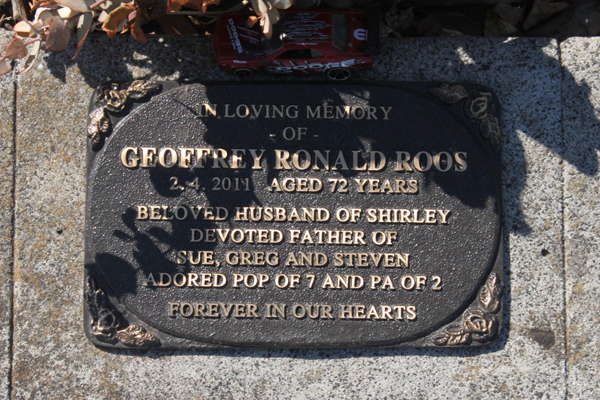 IN LOVING MEMORY
- OF -
GEOFFREY RONALD ROOS
2. 4. 2011 AGED 72 YEARS
BELOVED HUSBAND OF SHIRLEY
DEVOTED FATHER OF
SUE, GREG AND STEVEN
ADORED POP OF 7 AND PA OF 2
FOREVER IN OUR HEARTS